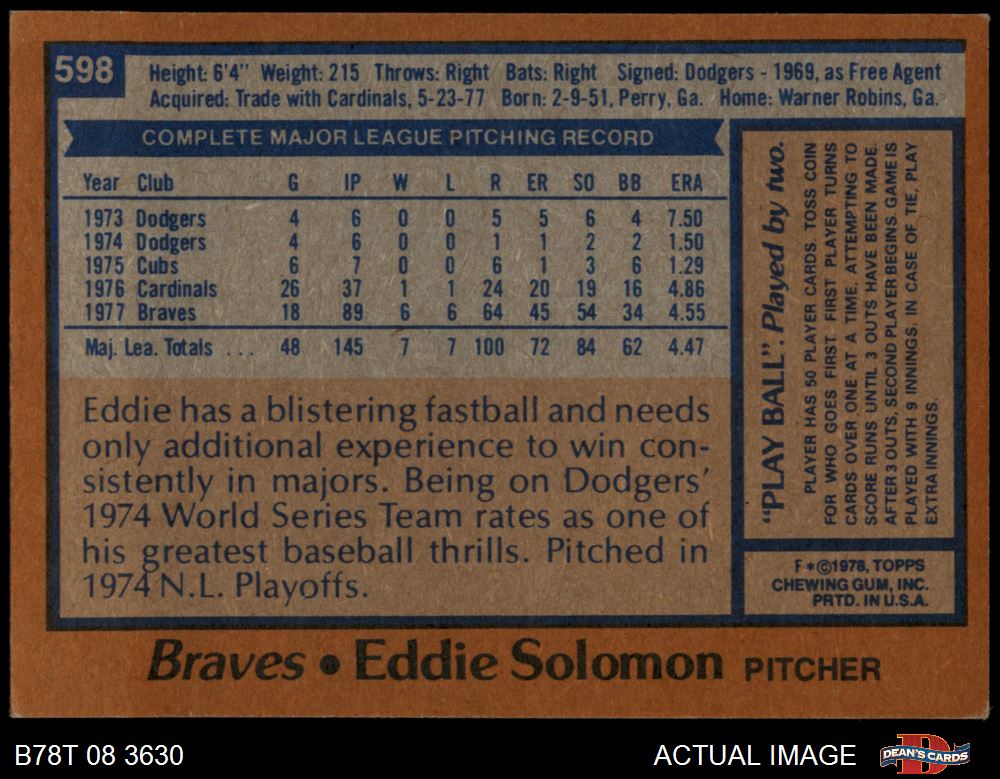 598
Height: 6'4" Weight: 215 Throws: Right Bats: Right Signed: Dodgers - 1969, as Free Agent
Acquired: Trade with Cardinals, 5-23-77 Born: 2-9-51, Perry, Ga. Home: Warner Robins, Ga.
COMPLETE MAJOR LEAGUE PITCHING RECORD
Year Club G IP W L R ER SO BB ERA
1973 Dodgers 4 6 0 0 5 5 6 4 7.50
1974 Dodgers 4 6 0 0 1 1 2 2 1.50
1975 Cubs 6 7 0 0 6 1 3 6 1.29
1976 Cardinals 26 37 1 1 24 20 19 16 4.86
1977 Braves 18 89 6 6 64 45 54 34 4.55
Maj. Lea. Totals ... 48 145 7 7 100 72 84 62 4.47
Eddie has a blistering fastball and needs
only additional experience to win con-
sistently in majors. Being on Dodgers'
1974 World Series Team rates as one of
his greatest baseball thrills. Pitched in
1974 N.L. Playoffs.
"PLAY BALL". Played by two.
PLAYER HAS 50 PLAYER CARDS. TOSS COIN
FOR WHO GOES FIRST. FIRST PLAYER TURNS
CARDS OVER ONE AT A TIME, ATTEMPTING TO
SCORE RUNS UNTIL 3 OUTS HAVE BEEN MADE.
AFTER 3 OUTS, SECOND PLAYER BEGINS. GAME IS
PLAYED WITH 9 INNINGS. IN CASE OF TIE, PLAY
EXTRA INNINGS.
F*©1978, TOPPS
CHEWING GUM, INC.
PRTD. IN U.S.A.
Braves • Eddie Solomon PITCHER
B78T 08 3630
ACTUAL IMAGE
DEAN'S CARDS